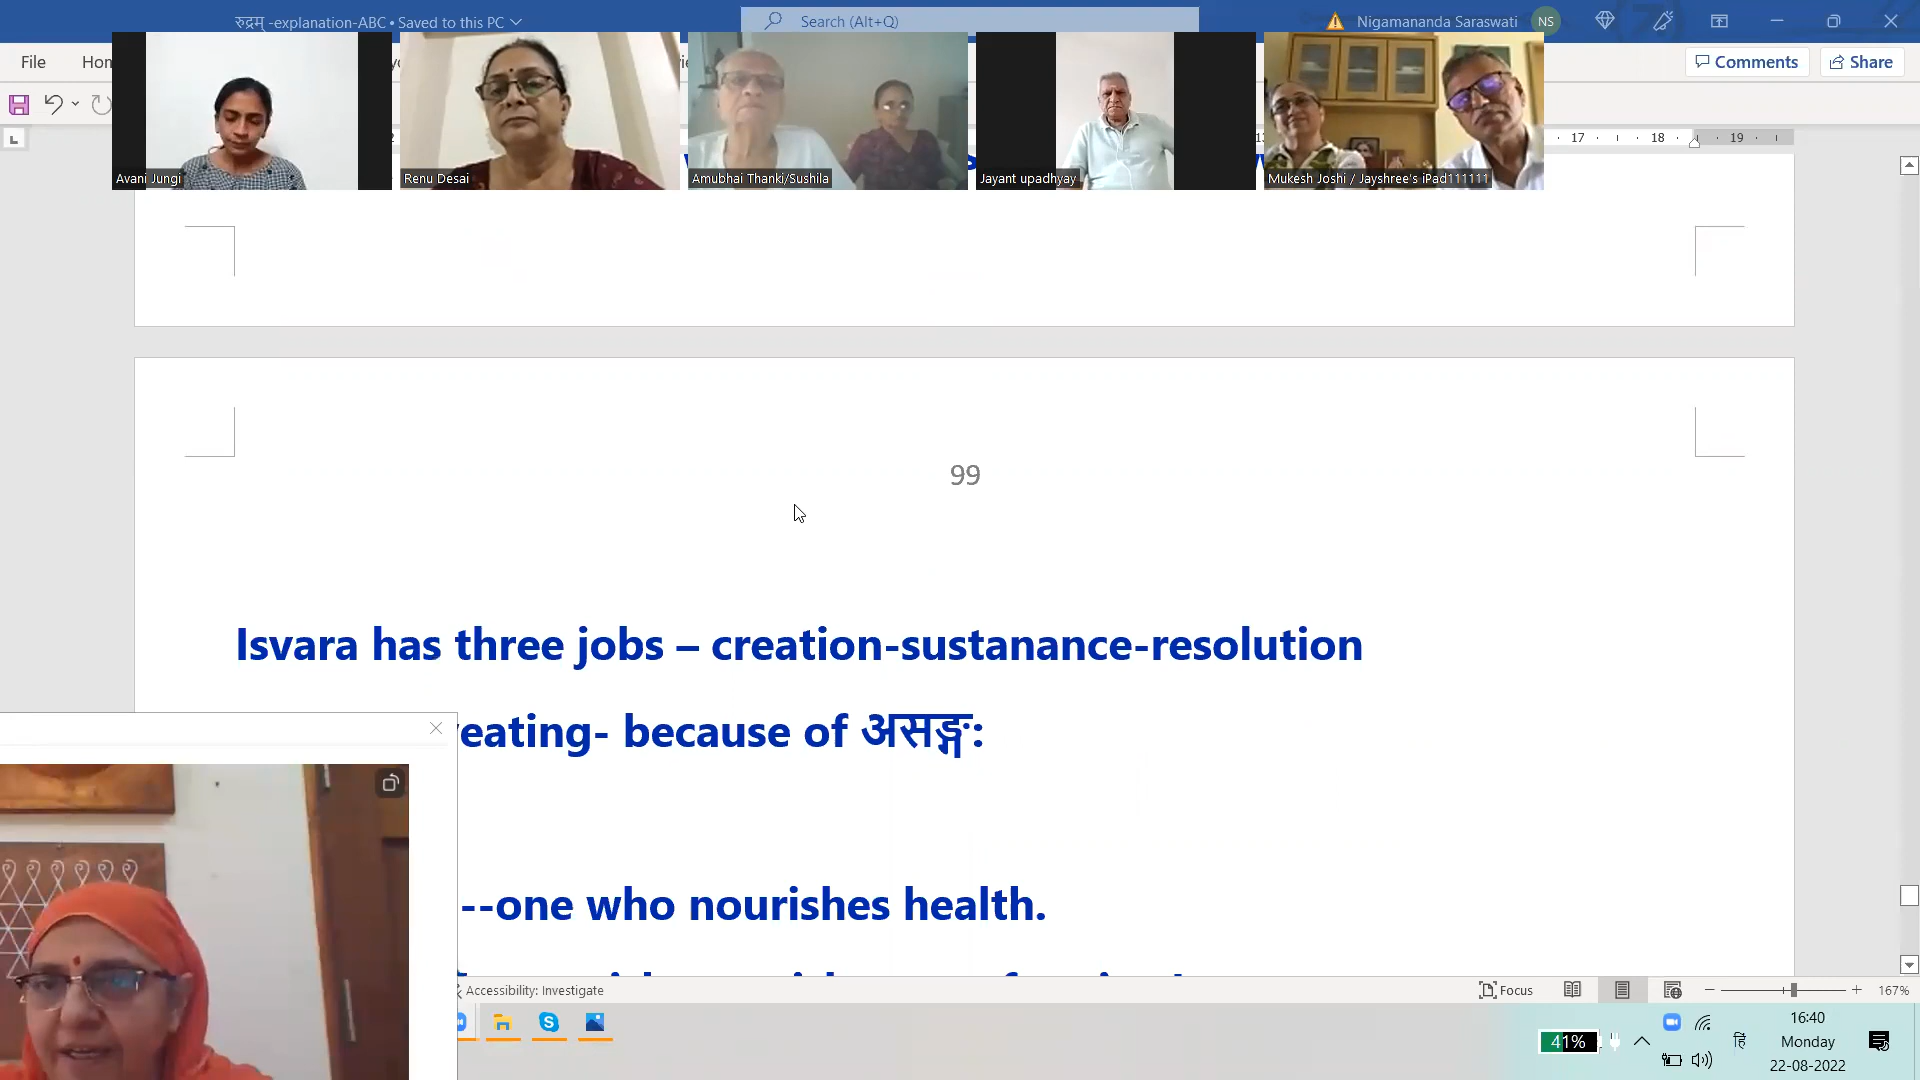 रुद्रम् -explanation-ABC • Saved to this PC
Search (Alt+Q)
Nigamananda Saraswati
NS
File
Hom
Comments
Share
Avani Jungi
Renu Desai
Amubhai Thanki/Sushila
Jayant upadhyay
Mukesh Joshi / Jayshree's iPad111111
17
18
19
99
Isvara has three jobs – creation-sustanance-resolution
eating- because of असङ्ग:
--one who nourishes health.
Accessibility: Investigate
Focus
167%
41%
हि
16:40
Monday
22-08-2022